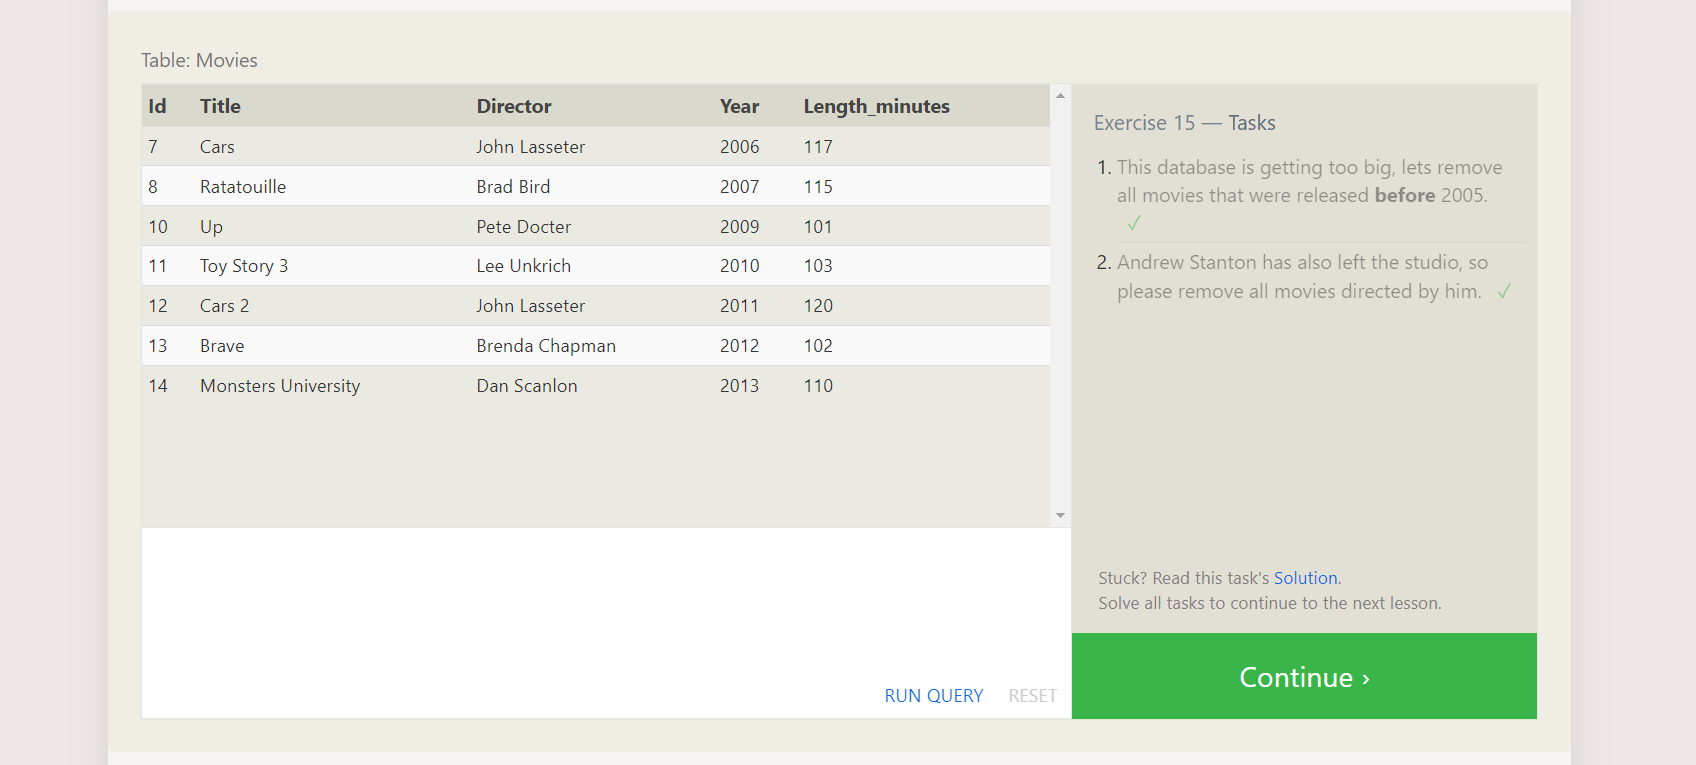 Table: Movies
Id Title Director Year Length_minutes
7 Cars John Lasseter 2006 117
8 Ratatouille Brad Bird 2007 115
10 Up Pete Docter 2009 101
11 Toy Story 3 Lee Unkrich 2010 103
12 Cars 2 John Lasseter 2011 120
13 Brave Brenda Chapman 2012 102
14 Monsters University Dan Scanlon 2013 110
RUN QUERY RESET
Exercise 15 — Tasks
1. This database is getting too big, lets remove
all movies that were released before 2005.
✓
2. Andrew Stanton has also left the studio, so
please remove all movies directed by him. ✓
Stuck? Read this task's Solution.
Solve all tasks to continue to the next lesson.
Continue ›